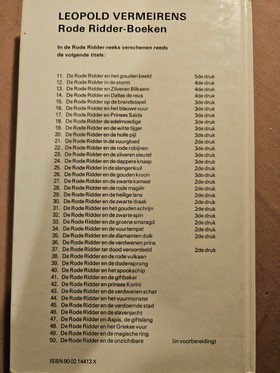 LEOPOLD VERMEIRENS
Rode Ridder-Boeken
In de Rode Ridder-reeks verschenen reeds
de volgende titels:
11. De Rode Ridder en het gouden beeld 5de druk
12. De Rode Ridder in de storm 4de druk
13. De Rode Ridder en Zilveren Bliksem 4de druk
14. De Rode Ridder en Dallas de reus 4de druk
15. De Rode Ridder op de brandstapel 3de druk
16. De Rode Ridder en het blauwe vuur 3de druk
17. De Rode Ridder en Prinses Saïda 3de druk
18. De Rode Ridder de edelmoedige 3de druk
19. De Rode Ridder en de witte tijger 3de druk
20. De Rode Ridder en de holle pijl 3de druk
21. De Rode Ridder in de vuurgloed 2de druk
22. De Rode Ridder en de rode robijnen 3de druk
23. De Rode Ridder en de zilveren sleutel 2de druk
24. De Rode Ridder en de dappere knaap 3de druk
25. De Rode Ridder in de slangenkuil 2de druk
26. De Rode Ridder en de gouden kroon 3de druk
27. De Rode Ridder en de zwarte kameel 2de druk
28. De Rode Ridder en de rode magiër 2de druk
29. De Rode Ridder en de heilige lans 2de druk
30. De Rode Ridder en de zwarte amazone 2de druk
31. De Rode Ridder en het gouden schrijn 2de druk
32. De Rode Ridder en de zwarte spin 2de druk
33. De Rode Ridder en de groene smaragd 2de druk
34. De Rode Ridder en de vuurtempel 2de druk
35. De Rode Ridder en de diamanten dolk 2de druk
36. De Rode Ridder en de verdwenen prins
37. De Rode Ridder ter dood veroordeeld 2de druk
38. De Rode Ridder en de rode vulkaan
39. De Rode Ridder en de dodensprong
40. De Rode Ridder en het spookschip
41. De Rode Ridder en de gifbeker
42. De Rode Ridder en prinses Korini
43. De Rode Ridder en de verdwenen schat
44. De Rode Ridder en het vuurmonster
45. De Rode Ridder en de verdoemde stad
46. De Rode Ridder en de slavenjacht
47. De Rode Ridder en Aspis, de giftslang
48. De Rode Ridder en het Griekse vuur
49. De Rode Ridder en de magische ring
50. De Rode Ridder en de onzichtbare (in voorbereiding)
ISBN 90 02 14413 X